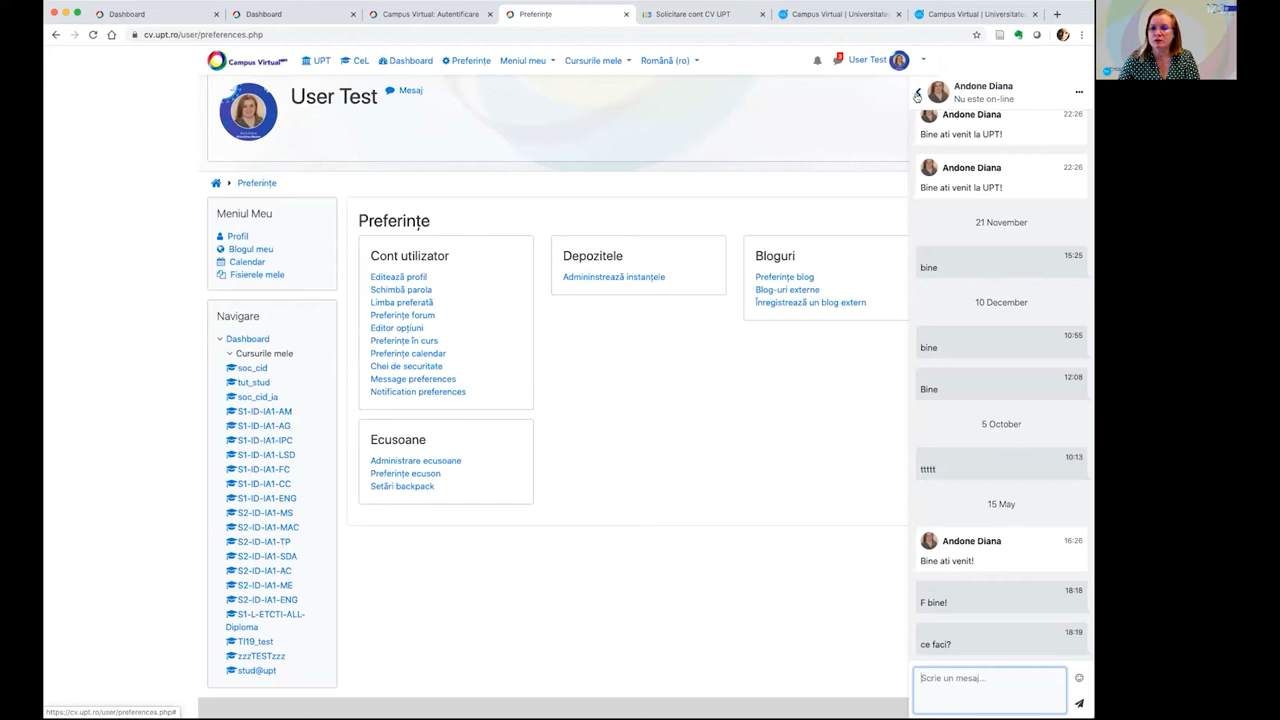 Dashboard
Dashboard
Campus Virtual: Autentificare
Preferințe
Solicitare cont CV UPT
Campus Virtual | Universitate
Campus Virtual | Universitate
cv.upt.ro/user/preferences.php
Campus Virtual
UPT
CeL
Dashboard
Preferințe
Meniul meu
Cursurile mele
Română (ro)
User Test
User Test
Mesaj
Preferințe
Meniul Meu
Profil
Blogul meu
Calendar
Fisierele mele
Navigare
Dashboard
Cursurile mele
soc_cid
tut_stud
soc_cid_ia
S1-ID-IA1-AM
S1-ID-IA1-AG
S1-ID-IA1-IPC
S1-ID-IA1-LSD
S1-ID-IA1-FC
S1-ID-IA1-CC
S1-ID-IA1-ENG
S2-ID-IA1-MS
S2-ID-IA1-MAC
S2-ID-IA1-TP
S2-ID-IA1-SDA
S2-ID-IA1-AC
S2-ID-IA1-ME
S2-ID-IA1-ENG
S1-L-ETCTI-ALL-
Diploma
TI19_test
zzzTESTzzz
stud@upt
Preferințe
Cont utilizator
Editează profil
Schimbă parola
Limba preferată
Preferințe forum
Editor opțiuni
Preferințe în curs
Preferințe calendar
Chei de securitate
Message preferences
Notification preferences
Ecusoane
Administrare ecusoane
Preferințe ecuson
Setări backpack
Depozitele
Admininstrează instanțele
Bloguri
Preferințe blog
Blog-uri externe
Înregistrează un blog extern
Andone Diana
Nu este on-line
Andone Diana 22:26
Bine ati venit la UPT!
Andone Diana 22:26
Bine ati venit la UPT!
21 November
15:25
bine
10 December
10:55
bine
12:08
Bine
5 October
10:13
ttttt
15 May
Andone Diana 16:26
Bine ati venit!
18:18
F bine!
18:19
ce faci?
Scrie un mesaj...
https://cv.upt.ro/user/preferences.php#